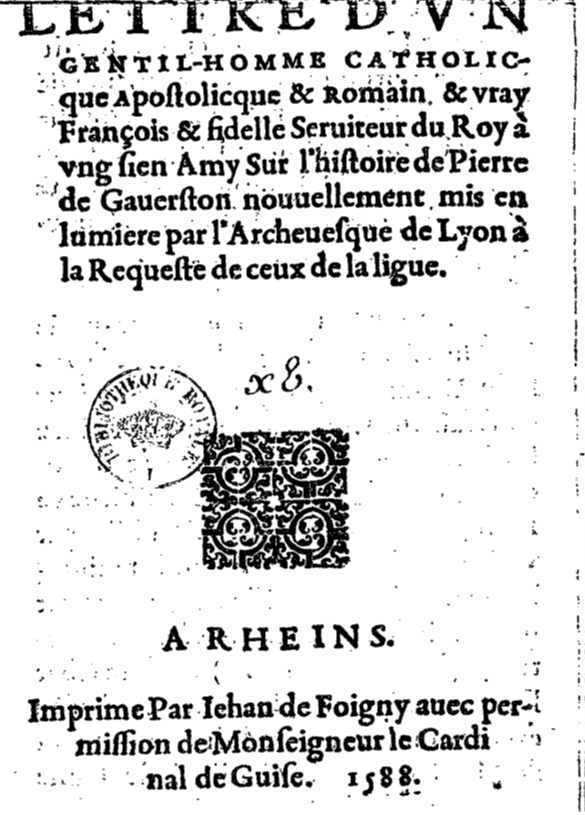 LETTRE D'VN
GENTIL-HOMME CATHOLIC-
que Apoſtolicque & Romain, & vray
François & fidelle Seruiteur du Roy à
vng ſien Amy Sur l'hiſtoire de Pierre
de Gauerſton nouuellement mis en
lumiere par l'Archeueſque de Lyon à
la Requeſte de ceux de la ligue.
BIBLIOTHEQUE ROYALE
A RHEINS.
Imprime Par Iehan de Foigny auec per-
miſſion de Monſeigneur le Cardi
nal de Guiſe. 1588.